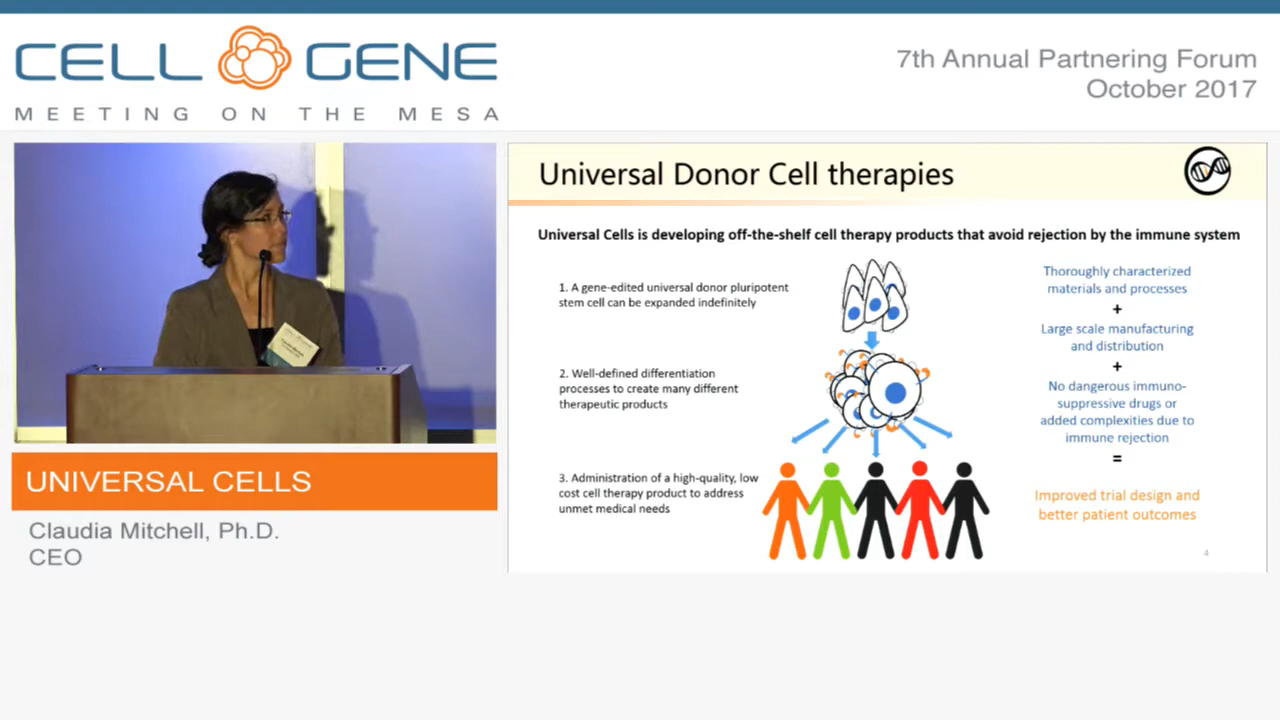 CELL GENE
MEETING ON THE MESA
7th Annual Partnering Forum
October 2017
UNIVERSAL CELLS
Claudia Mitchell, Ph.D.
CEO
Universal Donor Cell therapies
Universal Cells is developing off-the-shelf cell therapy products that avoid rejection by the immune system
1. A gene-edited universal donor pluripotent
stem cell can be expanded indefinitely
2. Well-defined differentiation
processes to create many different
therapeutic products
3. Administration of a high-quality, low
cost cell therapy product to address
unmet medical needs
Thoroughly characterized
materials and processes
+
Large scale manufacturing
and distribution
+
No dangerous immuno-
suppressive drugs or
added complexities due to
immune rejection
=
Improved trial design and
better patient outcomes
4